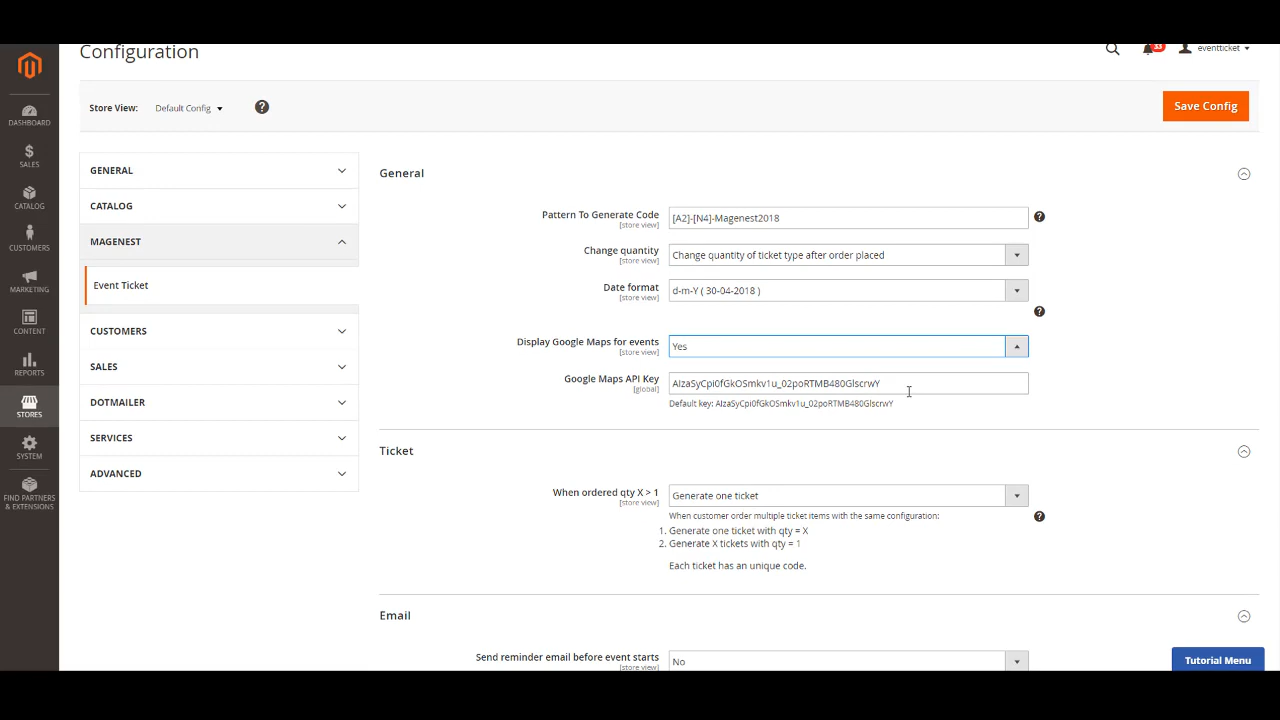 Configuration
eventticket
Store View: Default Config
Save Config
DASHBOARD
SALES
CATALOG
CUSTOMERS
MARKETING
CONTENT
REPORTS
STORES
SYSTEM
FIND PARTNERS
& EXTENSIONS
GENERAL
CATALOG
MAGENEST
Event Ticket
CUSTOMERS
SALES
DOTMAILER
SERVICES
ADVANCED
General
Pattern To Generate Code [A2]-[N4]-Magenest2018
[store view]
Change quantity Change quantity of ticket type after order placed
[store view]
Date format d-m-Y ( 30-04-2018 )
[store view]
Display Google Maps for events Yes
[store view]
Google Maps API Key AIzaSyCpi0fGkOSmkv1u_02poRTMB480GlscrwY
[global]
Default key: AIzaSyCpi0fGkOSmkv1u_02poRTMB480GlscrwY
Ticket
When ordered qty X > 1 Generate one ticket
[store view]
When customer order multiple ticket items with the same configuration:
1. Generate one ticket with qty = X
2. Generate X tickets with qty = 1
Each ticket has an unique code.
Email
Send reminder email before event starts No
[store view]
Tutorial Menu